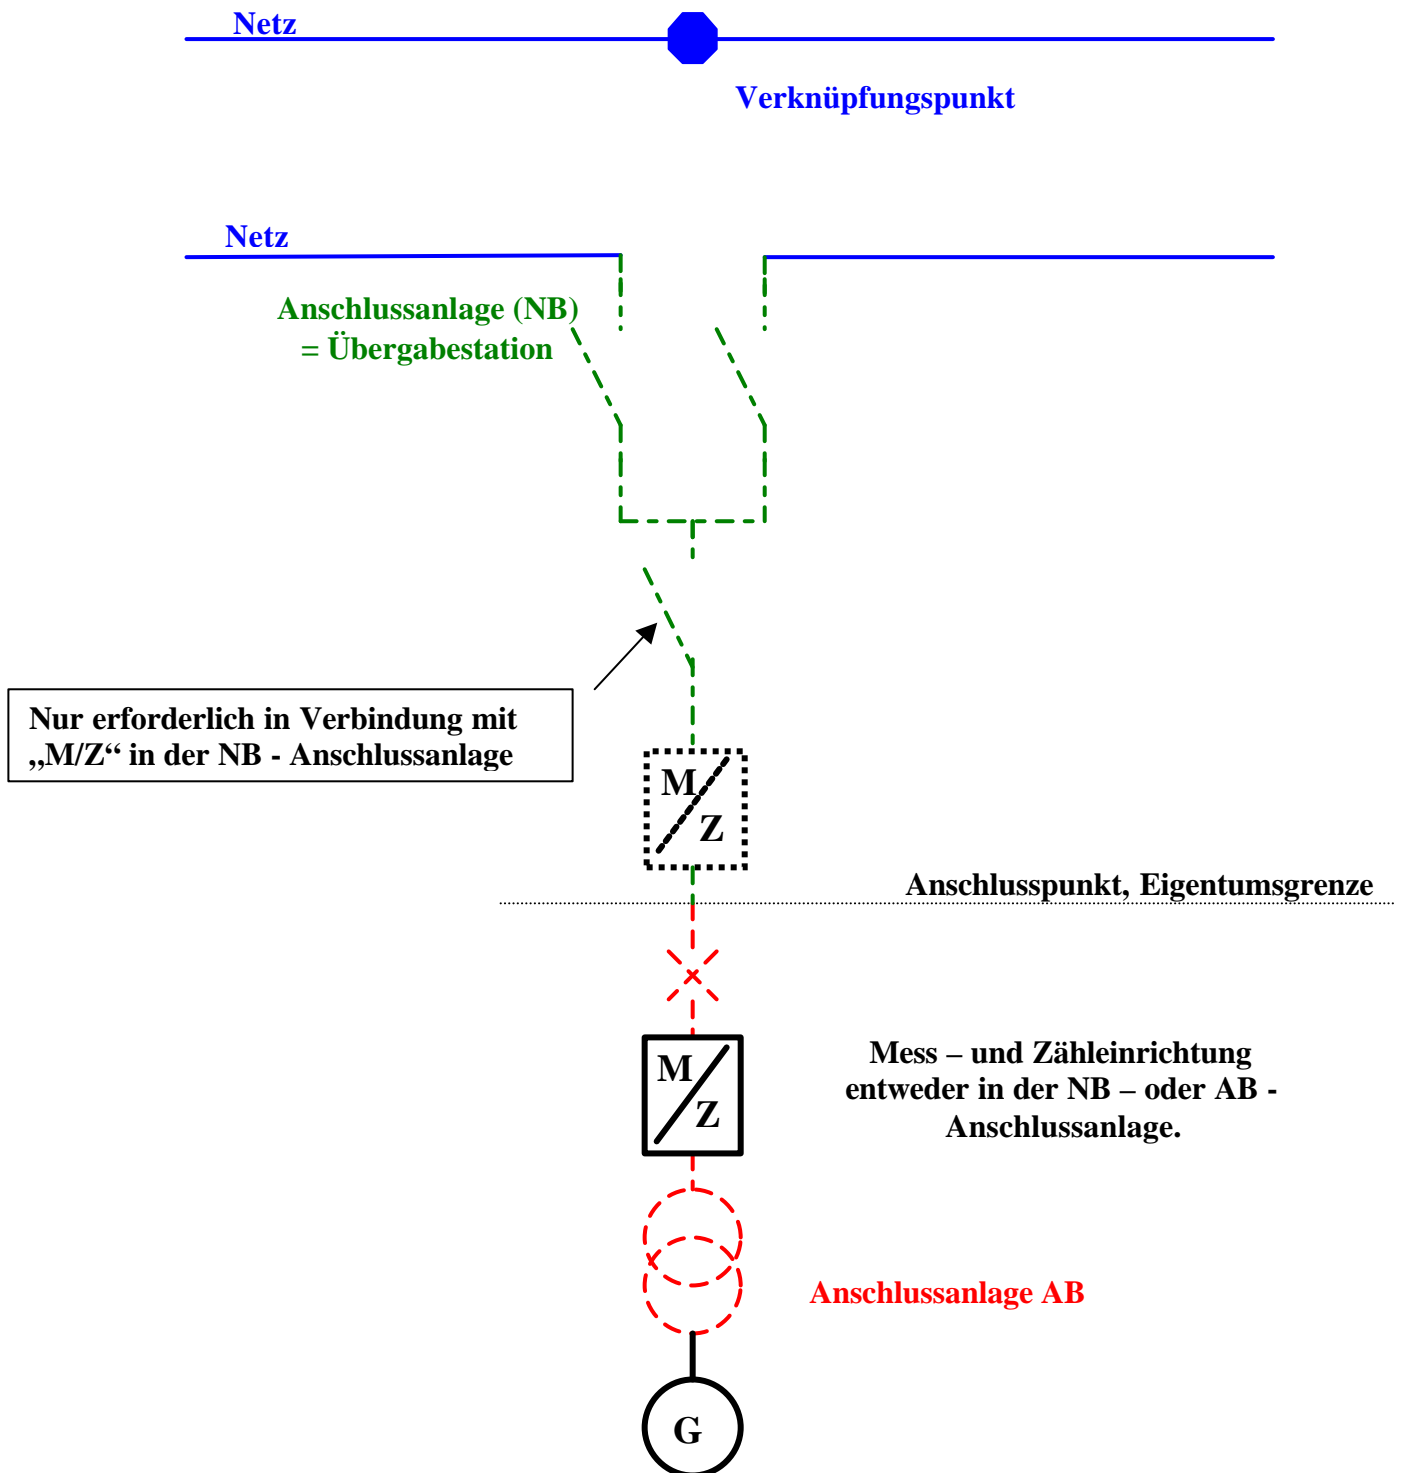 Netz
Verknüpfungspunkt
Netz
Anschlussanlage (NB)
= Übergabestation
Nur erforderlich in Verbindung mit
„M/Z“ in der NB - Anschlussanlage
M
Z
Anschlusspunkt, Eigentumsgrenze
M
Z
Mess – und Zähleinrichtung
entweder in der NB – oder AB -
Anschlussanlage.
Anschlussanlage AB
G